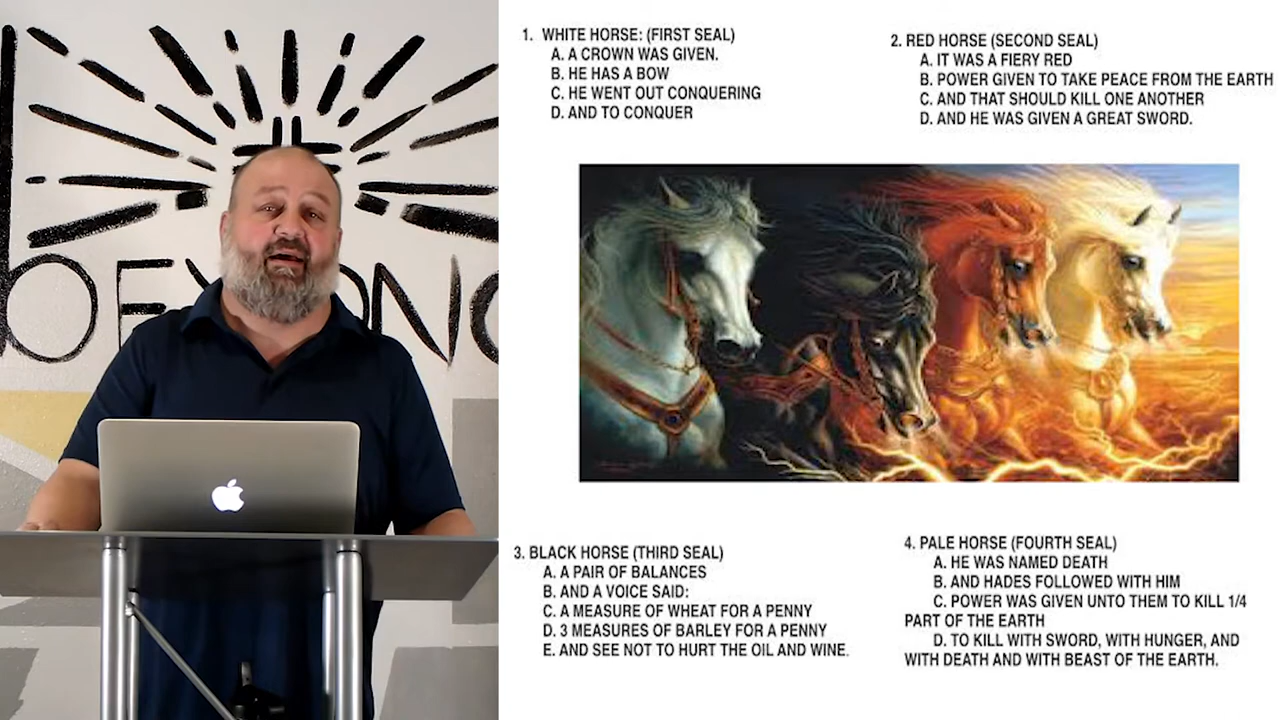 BEYOND
1. WHITE HORSE: (FIRST SEAL)
A. A CROWN WAS GIVEN.
B. HE HAS A BOW
C. HE WENT OUT CONQUERING
D. AND TO CONQUER
2. RED HORSE (SECOND SEAL)
A. IT WAS A FIERY RED
B. POWER GIVEN TO TAKE PEACE FROM THE EARTH
C. AND THAT SHOULD KILL ONE ANOTHER
D. AND HE WAS GIVEN A GREAT SWORD.
3. BLACK HORSE (THIRD SEAL)
A. A PAIR OF BALANCES
B. AND A VOICE SAID:
C. A MEASURE OF WHEAT FOR A PENNY
D. 3 MEASURES OF BARLEY FOR A PENNY
E. AND SEE NOT TO HURT THE OIL AND WINE.
4. PALE HORSE (FOURTH SEAL)
A. HE WAS NAMED DEATH
B. AND HADES FOLLOWED WITH HIM
C. POWER WAS GIVEN UNTO THEM TO KILL 1/4
PART OF THE EARTH
D. TO KILL WITH SWORD, WITH HUNGER, AND
WITH DEATH AND WITH BEAST OF THE EARTH.